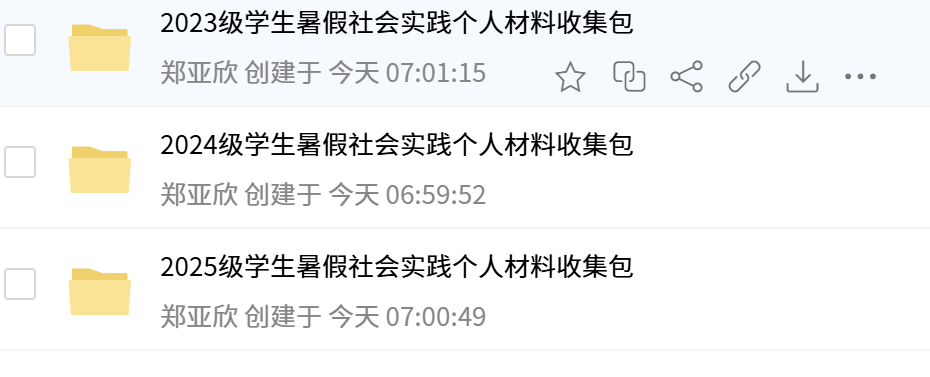 2023级学生暑假社会实践个人材料收集包
郑亚欣 创建于 今天 07:01:15
2024级学生暑假社会实践个人材料收集包
郑亚欣 创建于 今天 06:59:52
2025级学生暑假社会实践个人材料收集包
郑亚欣 创建于 今天 07:00:49